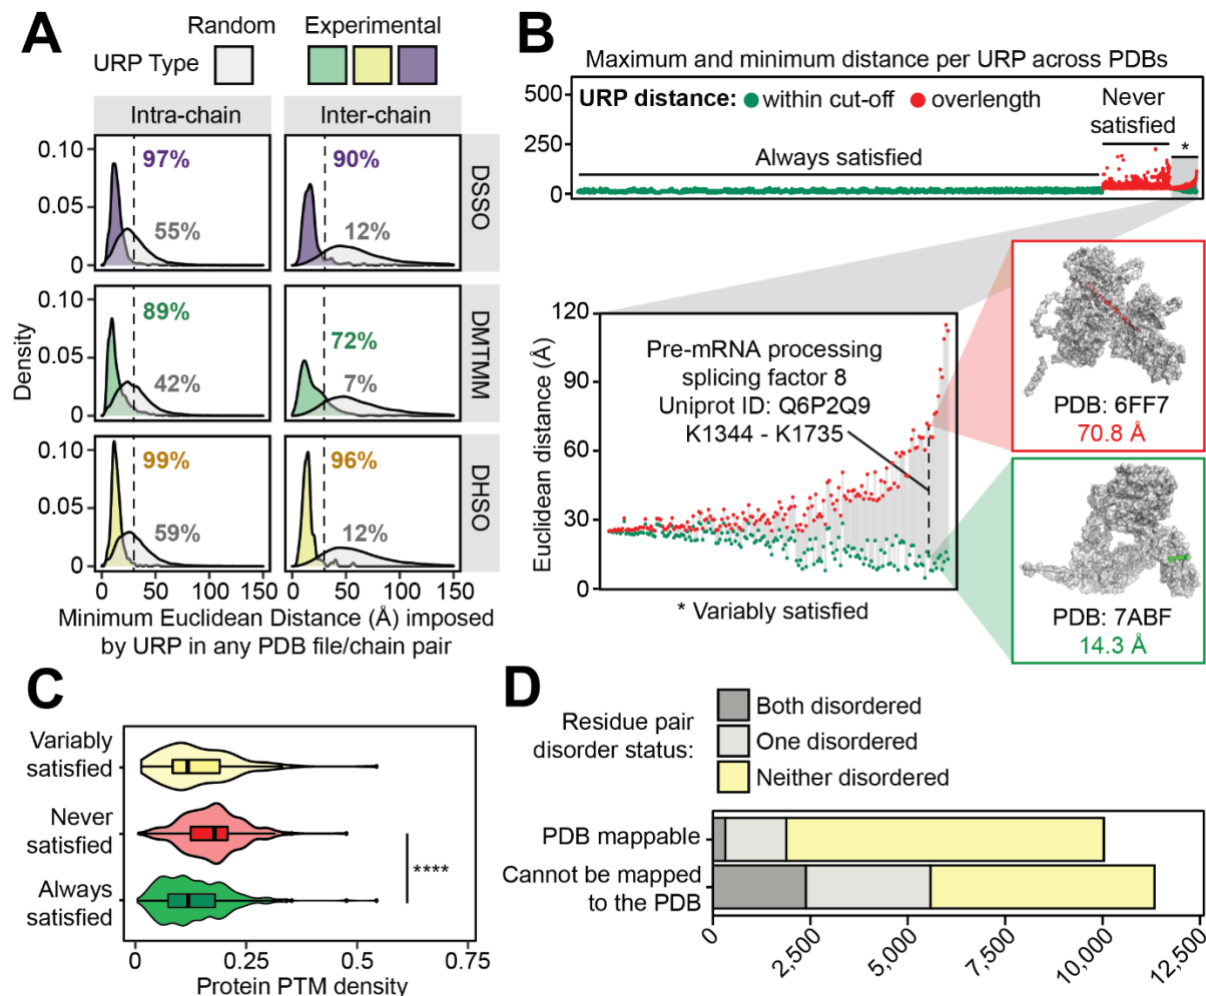 A
Random
Experimental
URP Type
Intra-chain
Inter-chain
0.10
97%
90%
DSSO
0.05
55%
12%
0
0.10
89%
72%
DMTMM
0.05
42%
7%
0
Density
99%
96%
DHSO
0.05
59%
12%
0
0 50 100 150 0 50 100 150
Minimum Euclidean Distance (Å) imposed
by URP in any PDB file/chain pair
B
Maximum and minimum distance per URP across PDBs
500
URP distance: within cut-off overlength
Never
satisfied
*
250
Always satisfied
0
120
90
60
30
0
Euclidean distance (Å)
Pre-mRNA processing
splicing factor 8
Uniprot ID: Q6P2Q9
K1344 - K1735
* Variably satisfied
PDB: 6FF7
70.8 Å
PDB: 7ABF
14.3 Å
C
Variably
satisfied
Never
satisfied
Always
satisfied
****
0 0.25 0.5 0.75
Protein PTM density
D
Residue pair
disorder status:
Both disordered
One disordered
Neither disordered
PDB mappable
Cannot be mapped
to the PDB
0 2,500 5,000 7,500 10,000 12,500